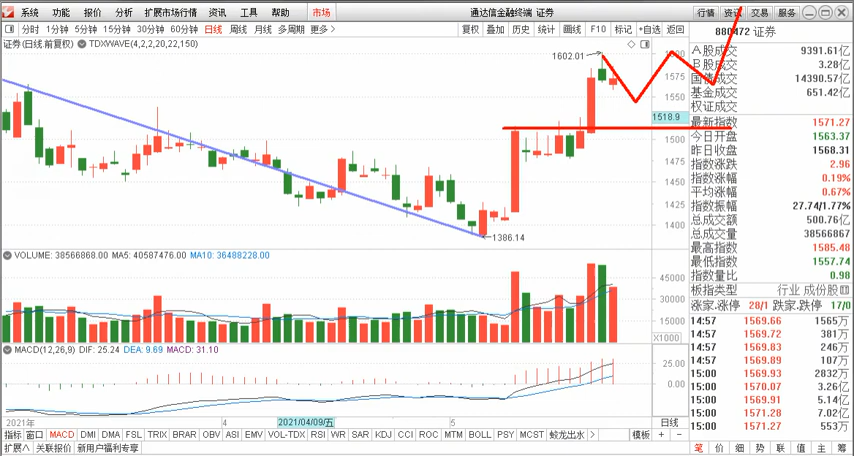 系统 功能 报价 分析 扩展市场行情 资讯 工具 帮助 市场 通达信金融终端 证券 行情 资讯 交易 服务
分时 1分钟 5分钟 15分钟 30分钟 60分钟 日线 周线 月线 多周期 更多 > 复权 叠加 历史 统计 画线 F10 标记 +自选 返回
880472 证券
证券(日线.前复权) TDXWAVE(4,2,2,20,22,150)
1602.01
1600
1575
1550
1518.9
1500
1475
1450
1425
1400
1386.14
A股成交 9391.61亿
B股成交 3.28亿
国债成交 14390.57亿
基金成交 651.42亿
权证成交
最新指数 1571.27
今日开盘 1563.37
昨日收盘 1568.31
指数涨跌 2.96
指数涨幅 0.19%
平均涨幅 0.67%
指数振幅 27.74/1.77%
总成交额 500.76亿
总成交量 38566867
最高指数 1585.48
最低指数 1557.74
指数量比 0.98
板指类型 行业 成份股
涨家.涨停 28/1 跌家.跌停 17/0
VOLUME: 38566868.00 MA5: 40587476.00 MA10: 36488228.00
45000
30000
15000
X1000
MACD(12,26,9) DIF: 25.24 DEA: 9.69 MACD: 31.10
25.00
0.00
14:57 1569.66 1565万
14:57 1569.72 381万
14:57 1569.83 246万
14:57 1569.89 107万
15:00 1569.93 2832万
15:00 1570.07 3.26亿
15:00 1569.91 5.14亿
15:00 1571.28 7.02亿
15:00 1571.27 553万
2021年 4 2021/04/09/五 5 日线
指标 窗口 MACD DMI DMA FSL TRIX BRAR OBV ASI EMV VOL-TDX RSI WR SAR KDJ CCI ROC MTM BOLL PSY MCST 蛟龙出水 > 模板 + -
扩展∧ 关联报价 新用户福利专享 笔 价 细 势 联 值 主 筹